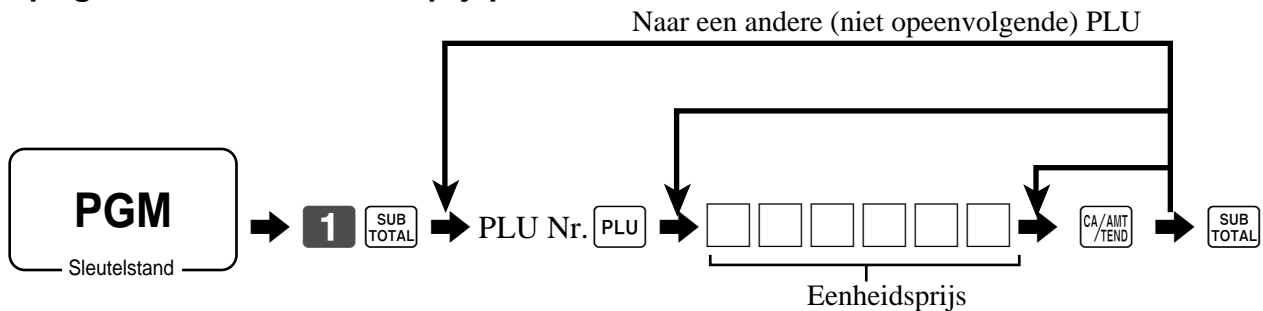 Naar een andere (niet opeenvolgende) PLU
PGM
Sleutelstand
1 SUB TOTAL PLU Nr. PLU CA/AMT/TEND SUB TOTAL
Eenheidsprijs